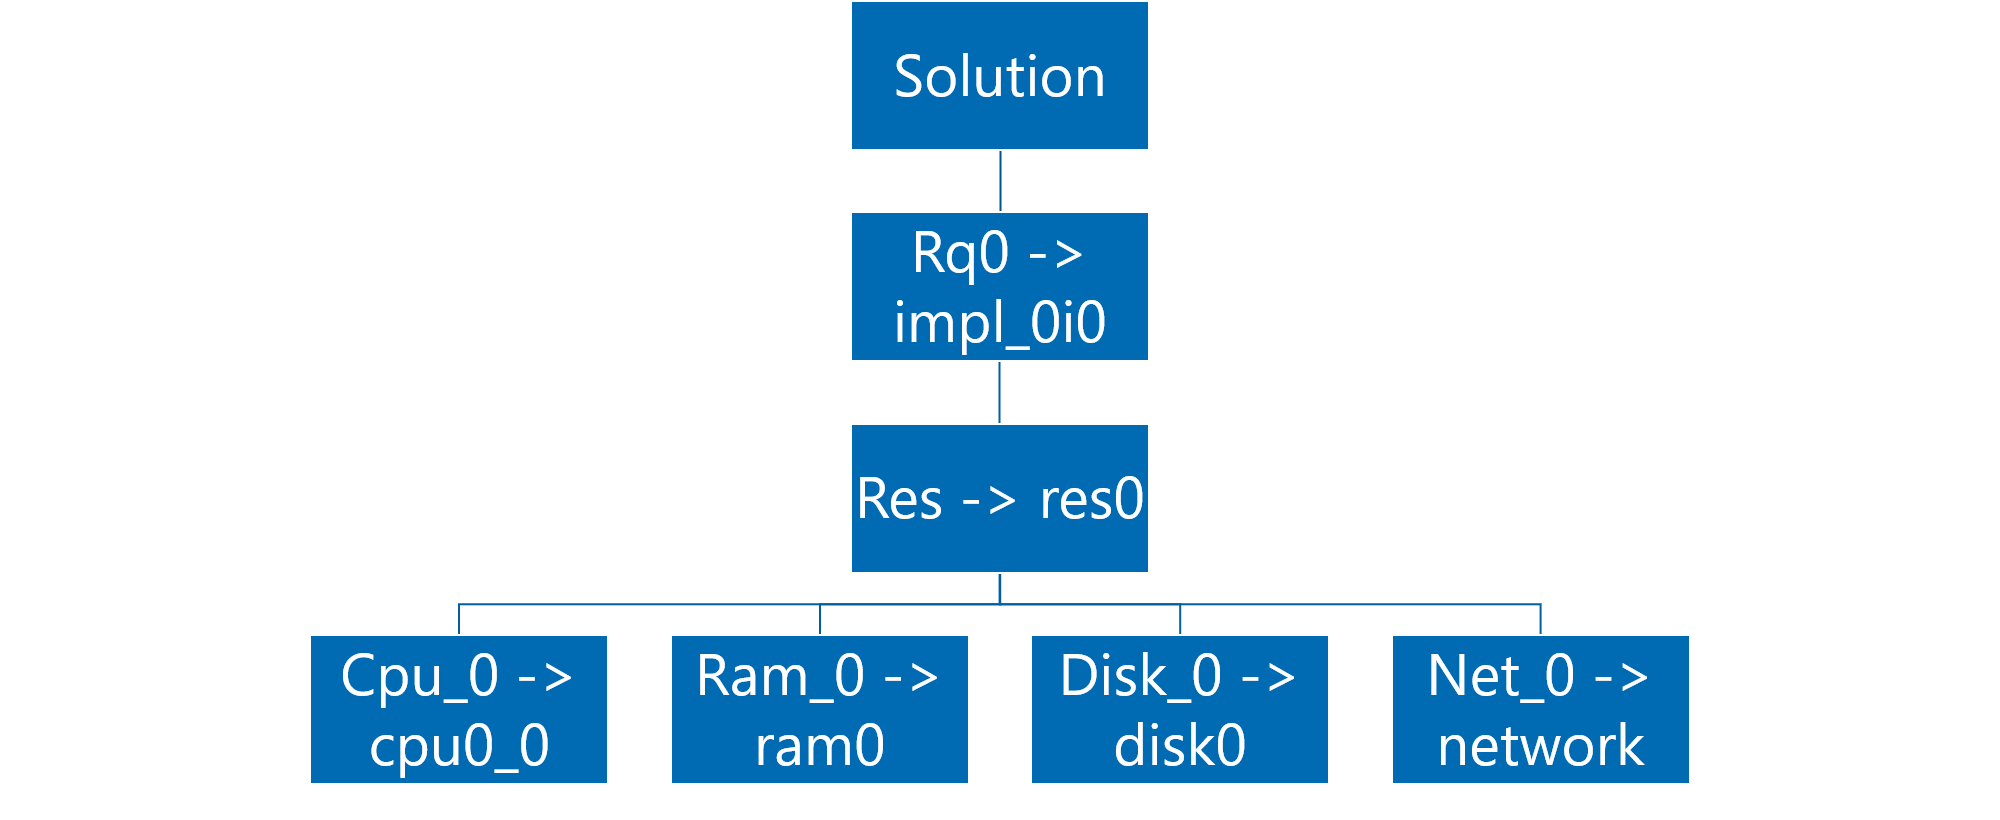 Solution
Rq0 ->
impl_0i0
Res -> res0
Cpu_0 ->
cpu0_0
Ram_0 ->
ram0
Disk_0 ->
disk0
Net_0 ->
network